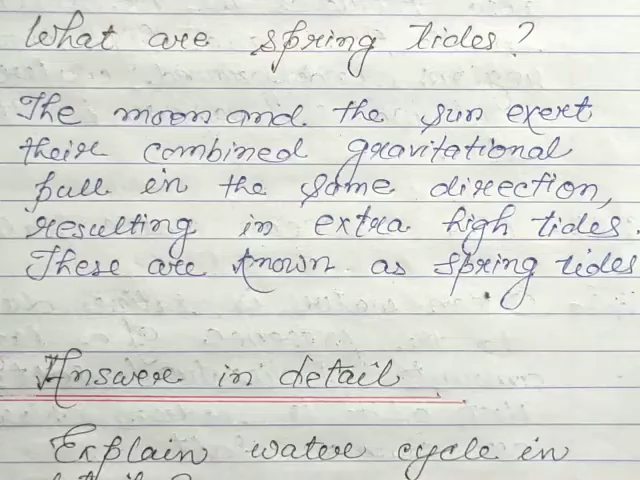 What are spring tides?
The moon and the sun exert
their combined gravitational
pull in the same direction,
resulting in extra high tides.
These are known as spring tides
Answer in detail
Explain water cycle in